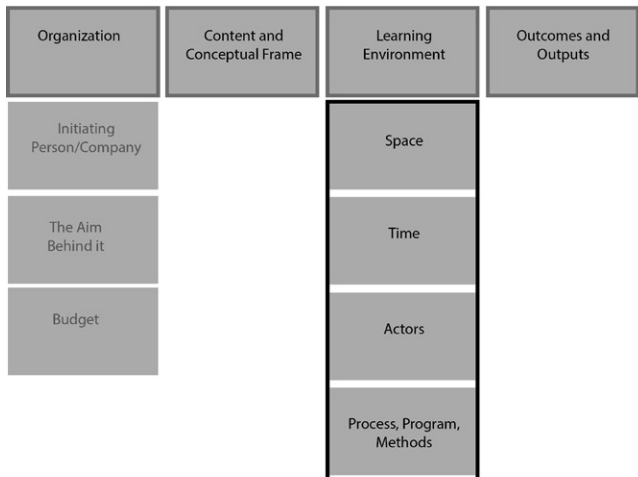 Organization
Content and
Conceptual Frame
Learning
Environment
Outcomes and
Outputs
Initiating
Person/Company
The Aim
Behind it
Budget
Space
Time
Actors
Process, Program,
Methods